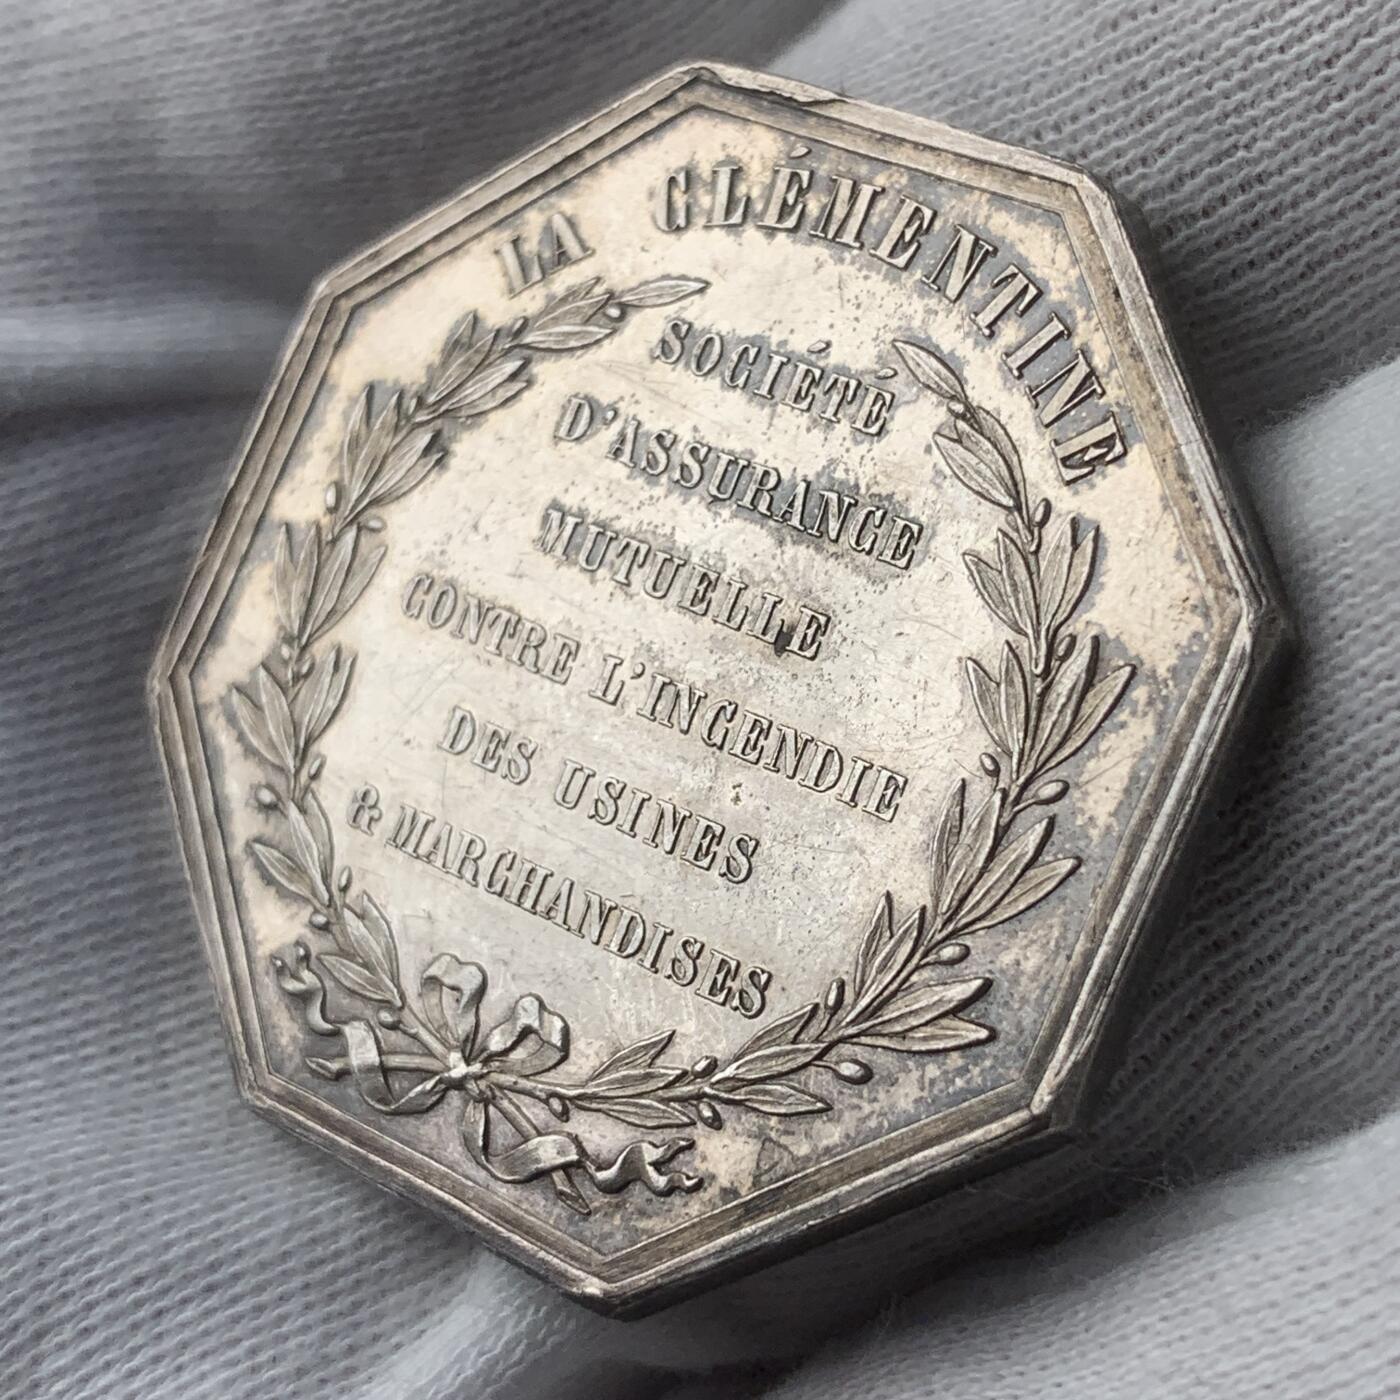 LA CLÉMENTINE
SOCIÉTÉ
D'ASSURANCE
MUTUELLE
CONTRE L'INCENDIE
DES USINES
& MARCHANDISES